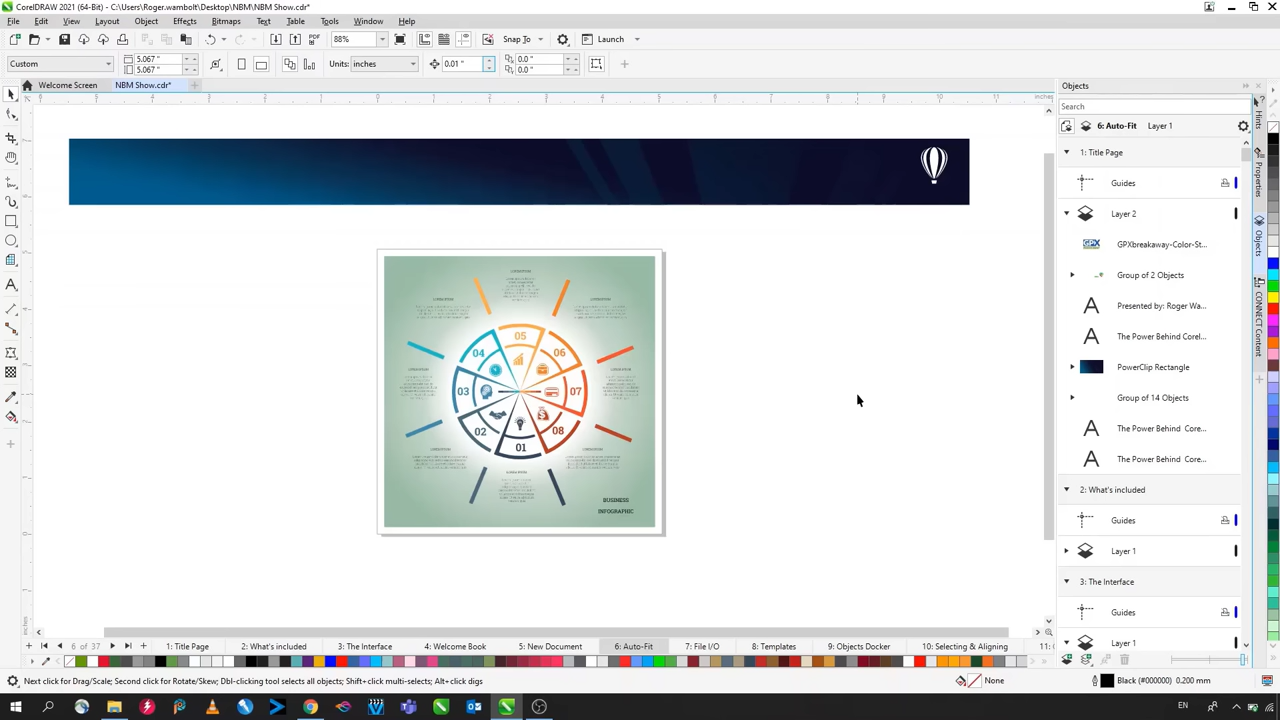 CorelDRAW 2021 (64-Bit) - C:\Users\Roger.wambolt\Desktop\NBM\NBM Show.cdr*
File Edit View Layout Object Effects Bitmaps Text Table Tools Window Help
PDF 88% Snap To Launch
Custom 5.067 " 5.067 " Units: inches 0.01 " 0.0 " 0.0 "
Welcome Screen NBM Show.cdr*
inches
05
04 06
03 07
02 08
01
BUSINESS
INFOGRAPHIC
Objects
Search
6: Auto-Fit Layer 1
1: Title Page
Guides
Layer 2
GPXbreakaway-Color-St...
Group of 2 Objects
Presented by: Roger Wa...
The Power Behind Corel...
PowerClip Rectangle
Group of 14 Objects
The Power Behind Core...
The Power Behind Core...
2: What's included
Guides
Layer 1
3: The Interface
Guides
Layer 1
Hints
Properties
Objects
CONNECT Content
6 of 37 1: Title Page 2: What's included 3: The Interface 4: Welcome Book 5: New Document 6: Auto-Fit 7: File I/O 8: Templates 9: Objects Docker 10: Selecting & Aligning 11:
Next click for Drag/Scale; Second click for Rotate/Skew; Dbl-clicking tool selects all objects; Shift+click multi-selects; Alt+click digs
None Black (#000000) 0.200 mm
EN